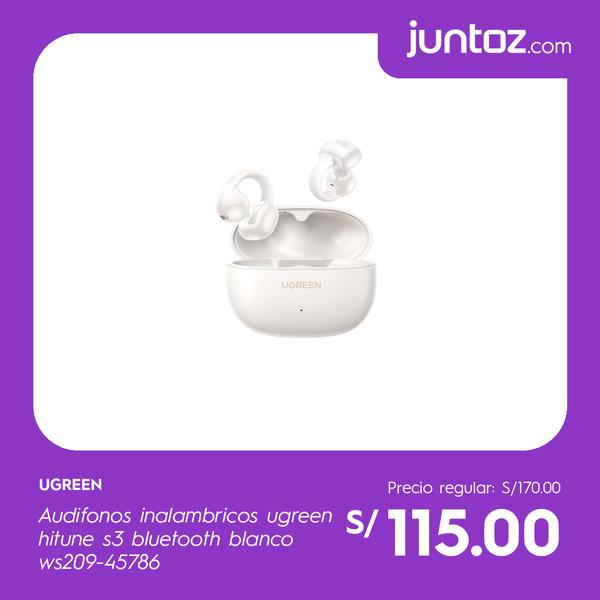 juntoz.com
UGREEN
UGREEN
Audifonos inalambricos ugreen
hitune s3 bluetooth blanco
ws209-45786
Precio regular: S/170.00
S/115.00